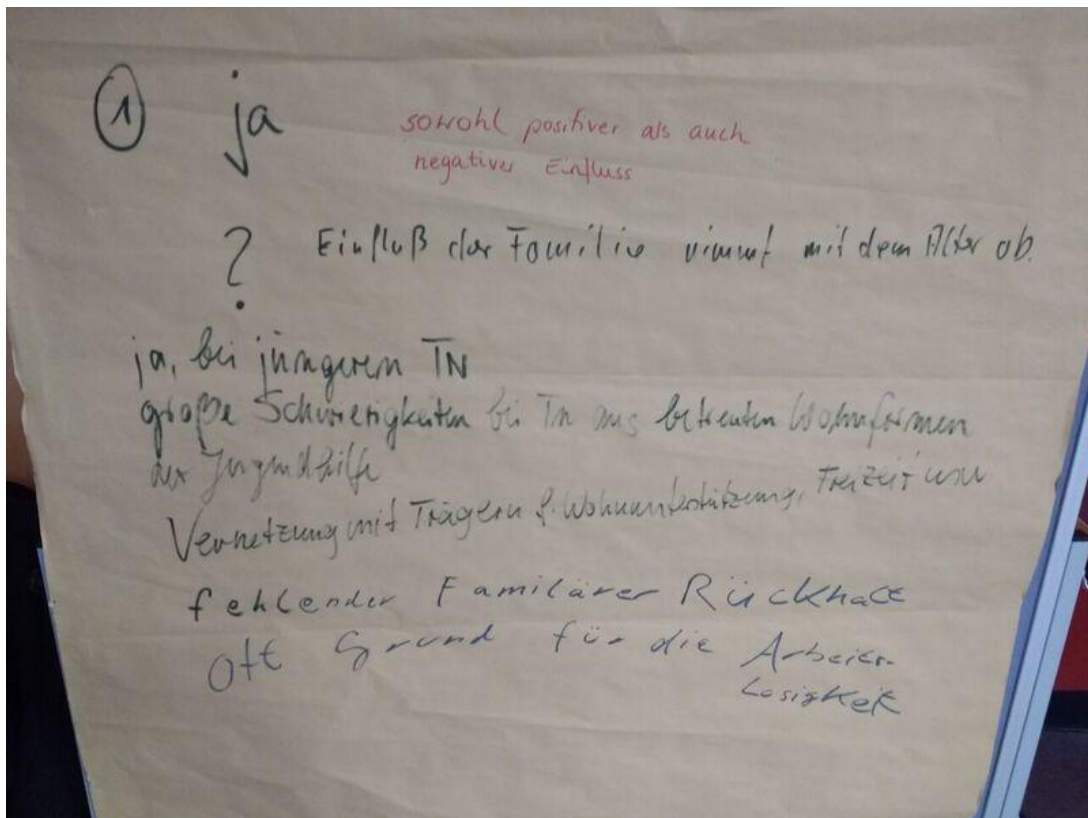 ① ja
sowohl positiver als auch
negativer Einfluss
? Einfluß der Familie nimmt mit dem Alter ab.
ja, bei jüngeren TN
große Schwierigkeiten bei TN aus betreuten Wohnformen
der Jugendhilfe
Vernetzung mit Trägern f. Wohnunterstützung, Freizeit usw
fehlender Familärer Rückhalt
Oft Grund für die Arbeits-
Losigkeit